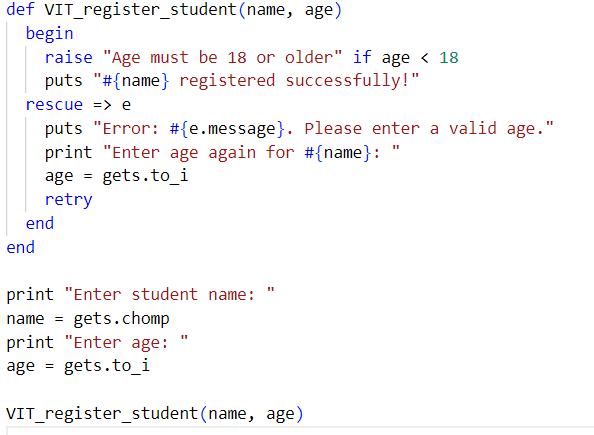 def VIT_register_student(name, age)
  begin
    raise "Age must be 18 or older" if age < 18
    puts "#{name} registered successfully!"
  rescue => e
    puts "Error: #{e.message}. Please enter a valid age."
    print "Enter age again for #{name}: "
    age = gets.to_i
    retry
  end
end

print "Enter student name: "
name = gets.chomp
print "Enter age: "
age = gets.to_i

VIT_register_student(name, age)